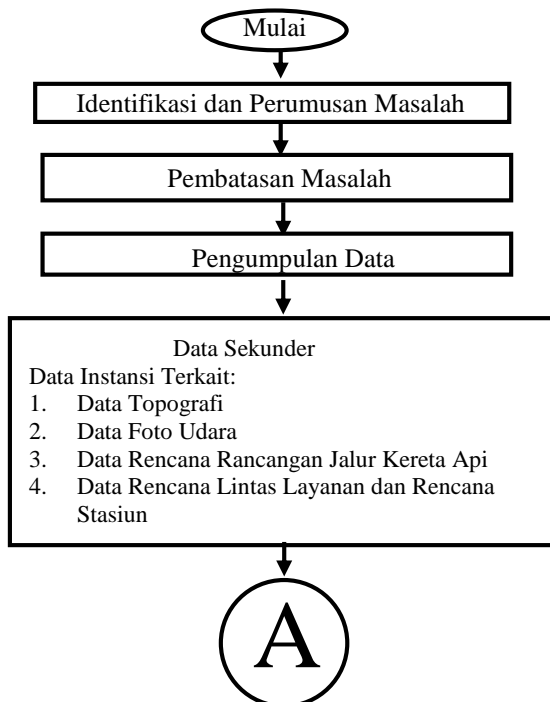 Mulai
Identifikasi dan Perumusan Masalah
Pembatasan Masalah
Pengumpulan Data
Data Sekunder
Data Instansi Terkait:
1. Data Topografi
2. Data Foto Udara
3. Data Rencana Rancangan Jalur Kereta Api
4. Data Rencana Lintas Layanan dan Rencana
Stasiun
A